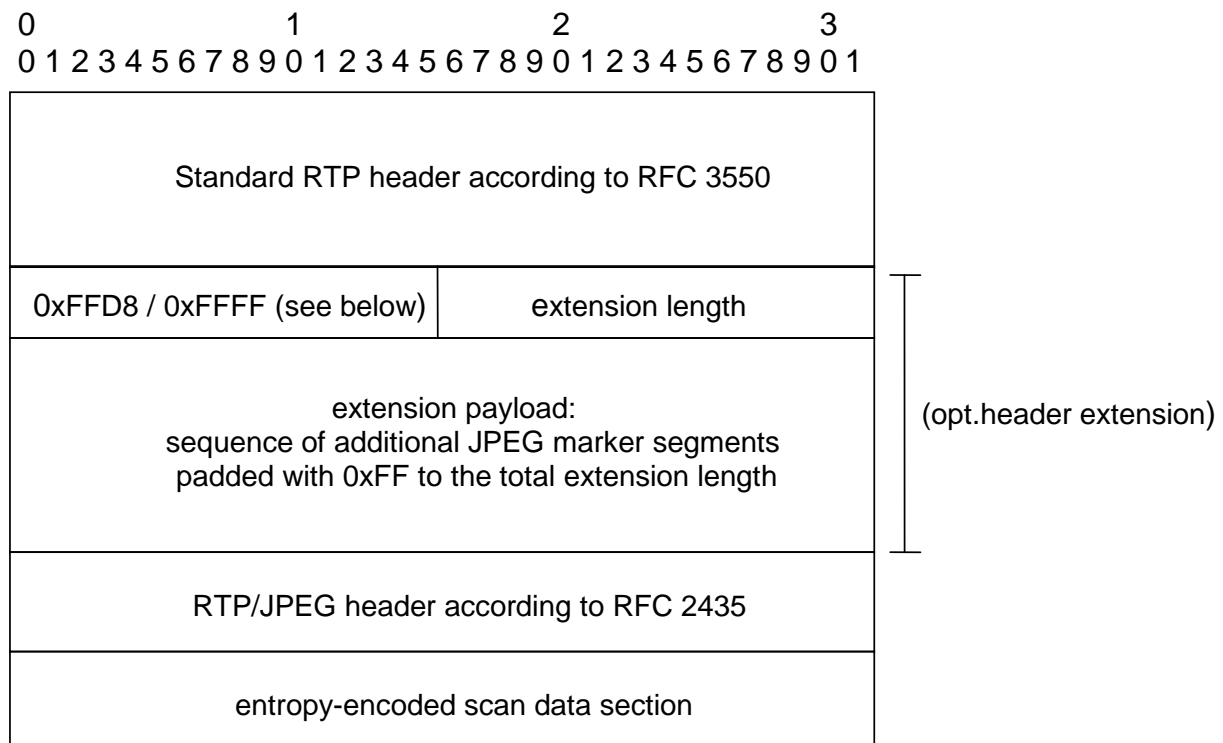 0 1 2 3
0 1 2 3 4 5 6 7 8 9 0 1 2 3 4 5 6 7 8 9 0 1 2 3 4 5 6 7 8 9 0 1
Standard RTP header according to RFC 3550
0xFFD8 / 0xFFFF (see below) extension length
extension payload:
sequence of additional JPEG marker segments
padded with 0xFF to the total extension length
(opt.header extension)
RTP/JPEG header according to RFC 2435
entropy-encoded scan data section